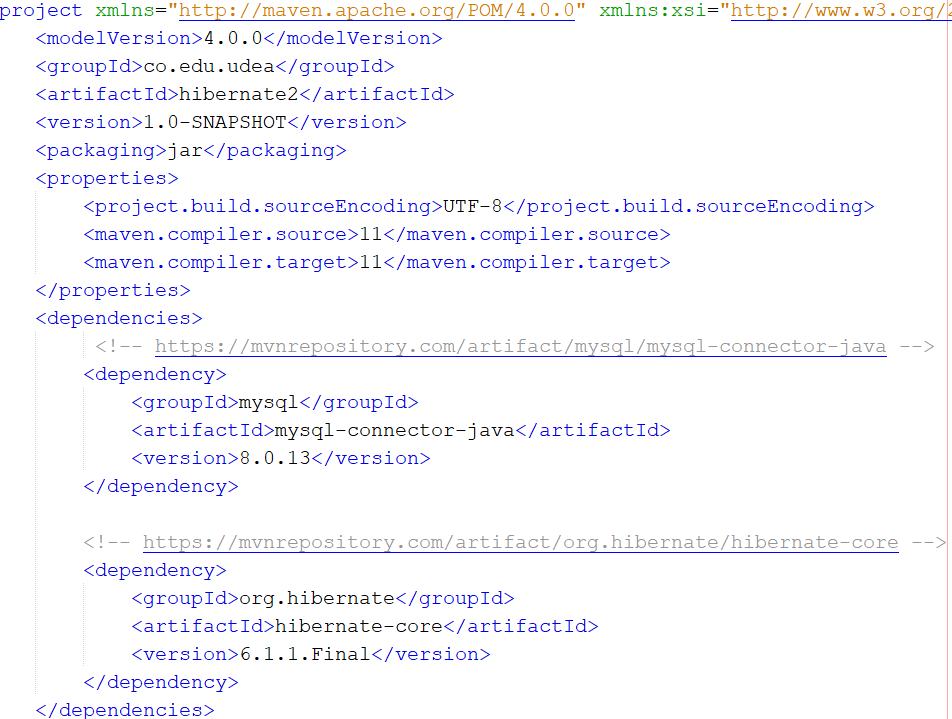 project xmlns="http://maven.apache.org/POM/4.0.0" xmlns:xsi="http://www.w3.org/2
<modelVersion>4.0.0</modelVersion>
<groupId>co.edu.udea</groupId>
<artifactId>hibernate2</artifactId>
<version>1.0-SNAPSHOT</version>
<packaging>jar</packaging>
<properties>
<project.build.sourceEncoding>UTF-8</project.build.sourceEncoding>
<maven.compiler.source>11</maven.compiler.source>
<maven.compiler.target>11</maven.compiler.target>
</properties>
<dependencies>
<!-- https://mvnrepository.com/artifact/mysql/mysql-connector-java -->
<dependency>
<groupId>mysql</groupId>
<artifactId>mysql-connector-java</artifactId>
<version>8.0.13</version>
</dependency>
<!-- https://mvnrepository.com/artifact/org.hibernate/hibernate-core -->
<dependency>
<groupId>org.hibernate</groupId>
<artifactId>hibernate-core</artifactId>
<version>6.1.1.Final</version>
</dependency>
</dependencies>